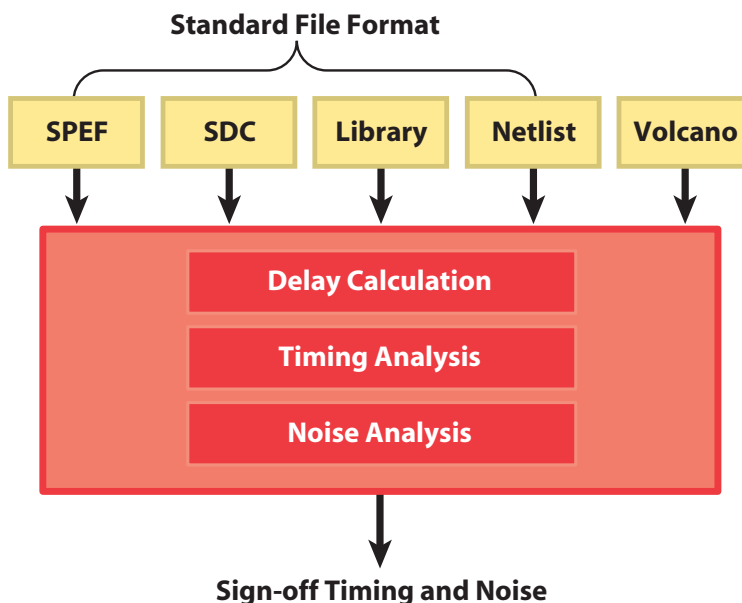 Standard File Format
SPEF
SDC
Library
Netlist
Volcano
Delay Calculation
Timing Analysis
Noise Analysis
Sign-off Timing and Noise